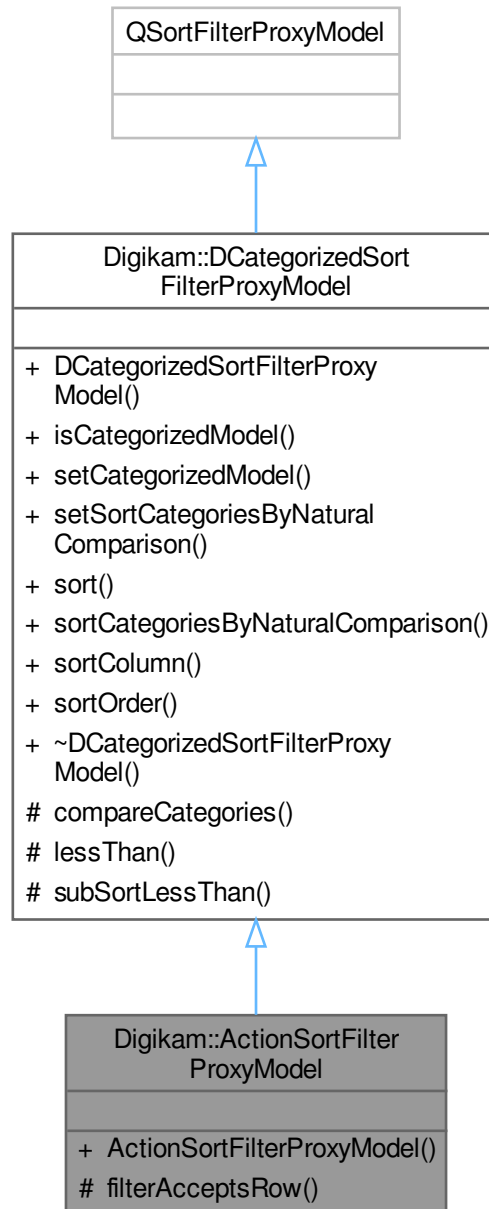 QSortFilterProxyModel
Digikam::DCategorizedSort
FilterProxyModel
+ DCategorizedSortFilterProxy
Model()
+ isCategorizedModel()
+ setCategorizedModel()
+ setSortCategoriesByNatural
Comparison()
+ sort()
+ sortCategoriesByNaturalComparison()
+ sortColumn()
+ sortOrder()
+ ~DCategorizedSortFilterProxy
Model()
# compareCategories()
# lessThan()
# subSortLessThan()
Digikam::ActionSortFilter
ProxyModel
+ ActionSortFilterProxyModel()
# filterAcceptsRow()